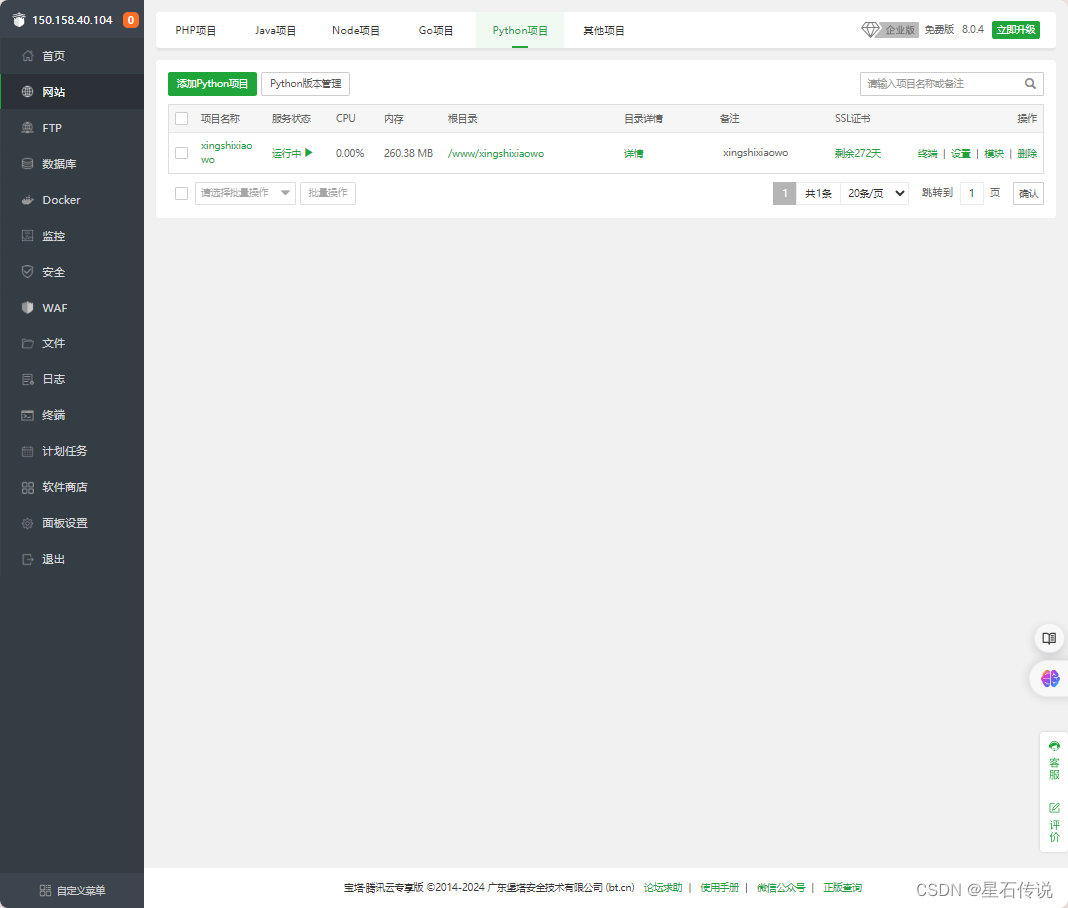 150.158.40.104 0
首页
网站
FTP
数据库
Docker
监控
安全
WAF
文件
日志
终端
计划任务
软件商店
面板设置
退出
自定义菜单
PHP项目 Java项目 Node项目 Go项目 Python项目 其他项目 企业版 免费版 8.0.4 立即升级
添加Python项目 Python版本管理 请输入项目名称或备注
项目名称 服务状态 CPU 内存 根目录 目录详情 备注 SSL证书 操作
xingshixiao
wo 运行中 0.00% 260.38 MB /www/xingshixiaowo 详情 xingshixiaowo 剩余272天 终端 | 设置 | 模块 | 删除
请选择批量操作 批量操作 1 共1条 20条/页 跳转到 1 页 确认
客服
评价
宝塔·腾讯云专享版 ©2014-2024 广东堡塔安全技术有限公司 (bt.cn) 论坛求助 | 使用手册 | 微信公众号 | 正版查询
CSDN @星石传说